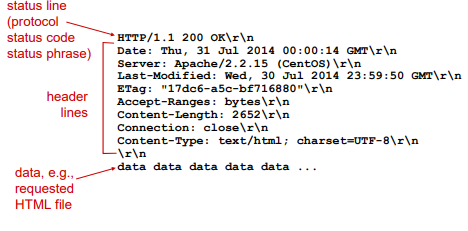 status line
(protocol
status code
status phrase)
HTTP/1.1 200 OK\r\n
Date: Thu, 31 Jul 2014 00:00:14 GMT\r\n
Server: Apache/2.2.15 (CentOS)\r\n
Last-Modified: Wed, 30 Jul 2014 23:59:50 GMT\r\n
ETag: "17dc6-a5c-bf716880"\r\n
Accept-Ranges: bytes\r\n
Content-Length: 2652\r\n
Connection: close\r\n
Content-Type: text/html; charset=UTF-8\r\n
\r\n
header
lines
data data data data data ...
data, e.g.,
requested
HTML file